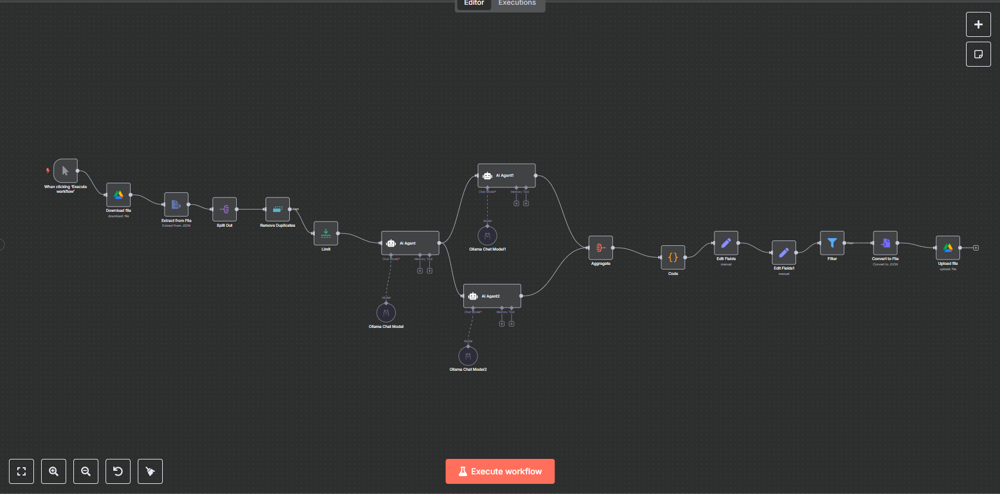 Editor
Executions
When clicking 'Execute
workflow'
Download file
download: file
Extract from File
Extract From JSON
Split Out
Remove Duplicates
Kept
Limit
AI Agent
Chat Model*
Memory
Tool
Model
Ollama Chat Model
AI Agent1
Chat Model*
Memory
Tool
Model
Ollama Chat Model1
AI Agent2
Chat Model*
Memory
Tool
Model
Ollama Chat Model2
Aggregate
Code
Edit Fields
manual
Edit Fields1
manual
Filter
Kept
Convert to File
Convert to JSON
Upload file
upload: file
Execute workflow